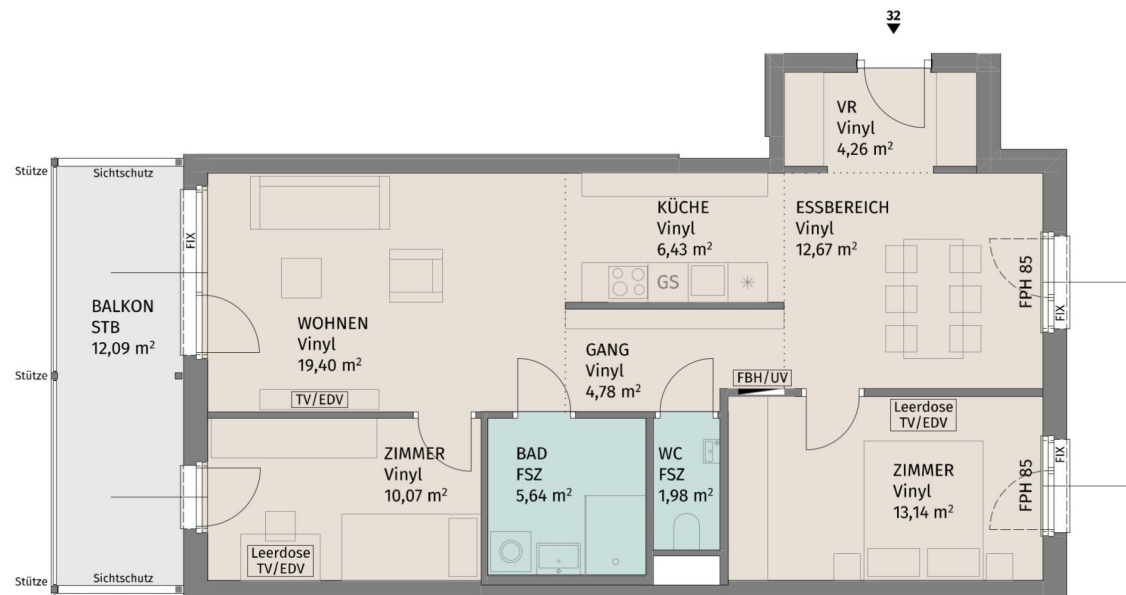 32
VR
Vinyl
4,26 m²
Stütze
Sichtschutz
FIX
KÜCHE
Vinyl
6,43 m²
ESSBEREICH
Vinyl
12,67 m²
GS
FPH 85
FIX
BALKON
STB
12,09 m²
WOHNEN
Vinyl
19,40 m²
GANG
Vinyl
4,78 m²
Stütze
FBH/UV
TV/EDV
Leerdose
TV/EDV
ZIMMER
Vinyl
10,07 m²
BAD
FSZ
5,64 m²
WC
FSZ
1,98 m²
ZIMMER
Vinyl
13,14 m²
FPH 85
FIX
Leerdose
TV/EDV
Stütze
Sichtschutz